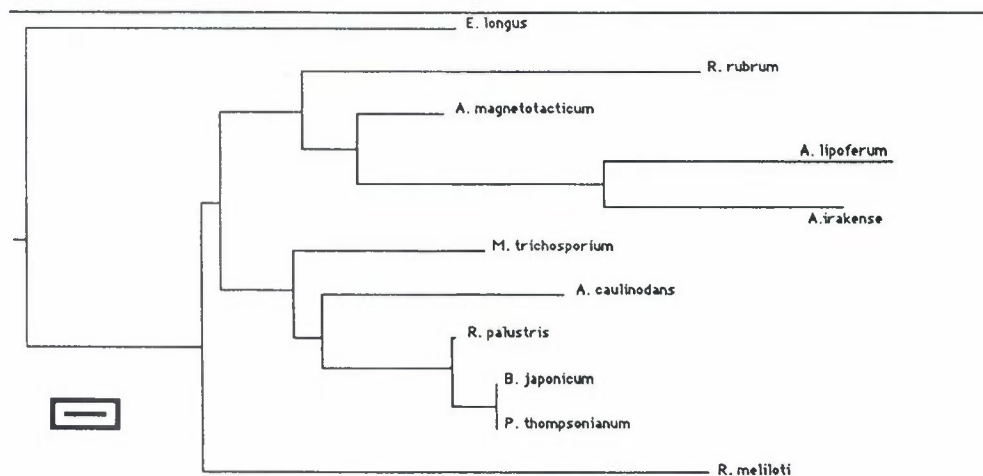 E. longus
R. rubrum
A. magnetotacticum
A. lipoferum
A.irakense
M. trichosporium
A. caulinodans
R. palustris
B. japonicum
P. thompsonianum
R. meliloti